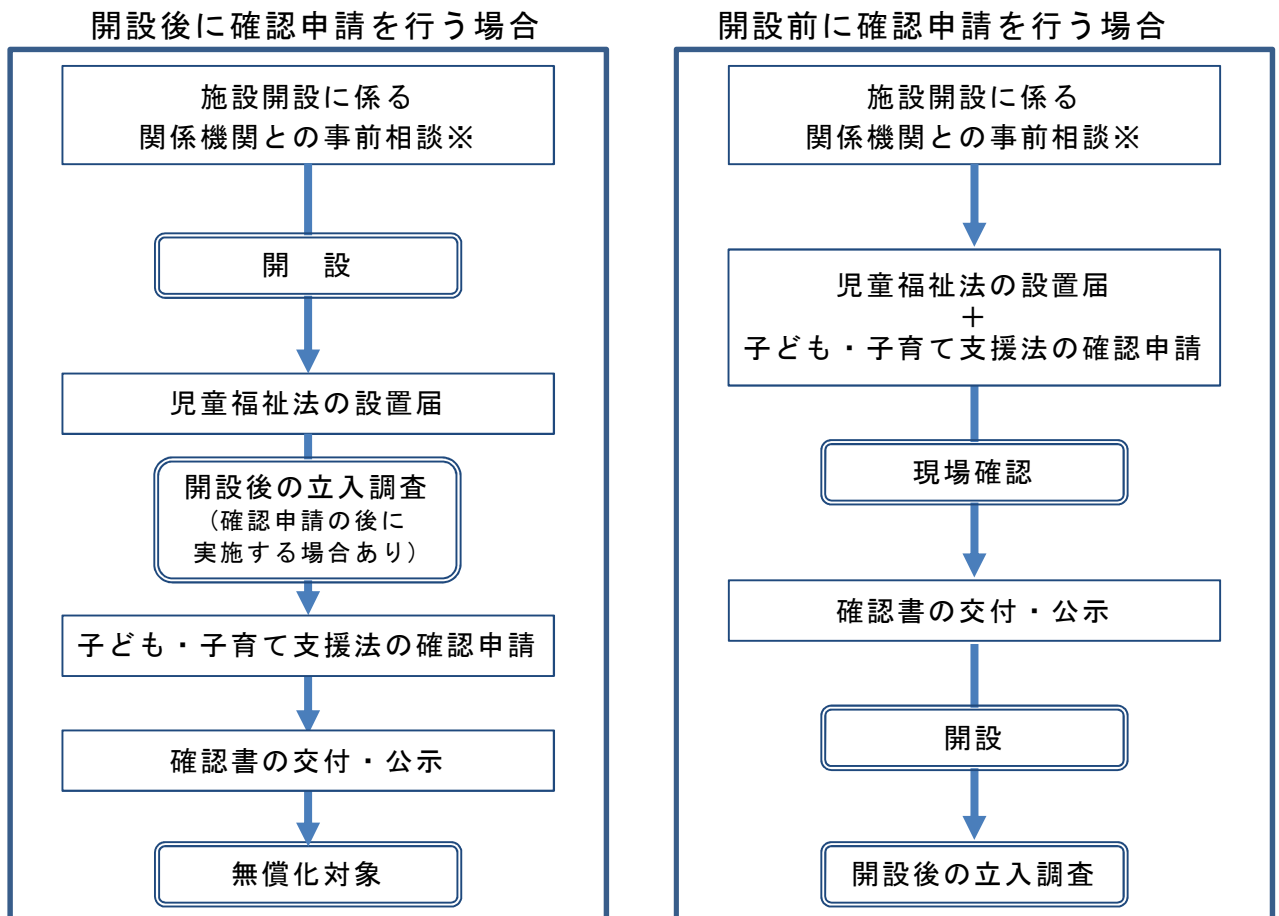 開設後に確認申請を行う場合
施設開設に係る
関係機関との事前相談※
開　設
児童福祉法の設置届
開設後の立入調査
（確認申請の後に
実施する場合あり）
子ども・子育て支援法の確認申請
確認書の交付・公示
無償化対象
開設前に確認申請を行う場合
施設開設に係る
関係機関との事前相談※
児童福祉法の設置届
＋
子ども・子育て支援法の確認申請
現場確認
確認書の交付・公示
開設
開設後の立入調査